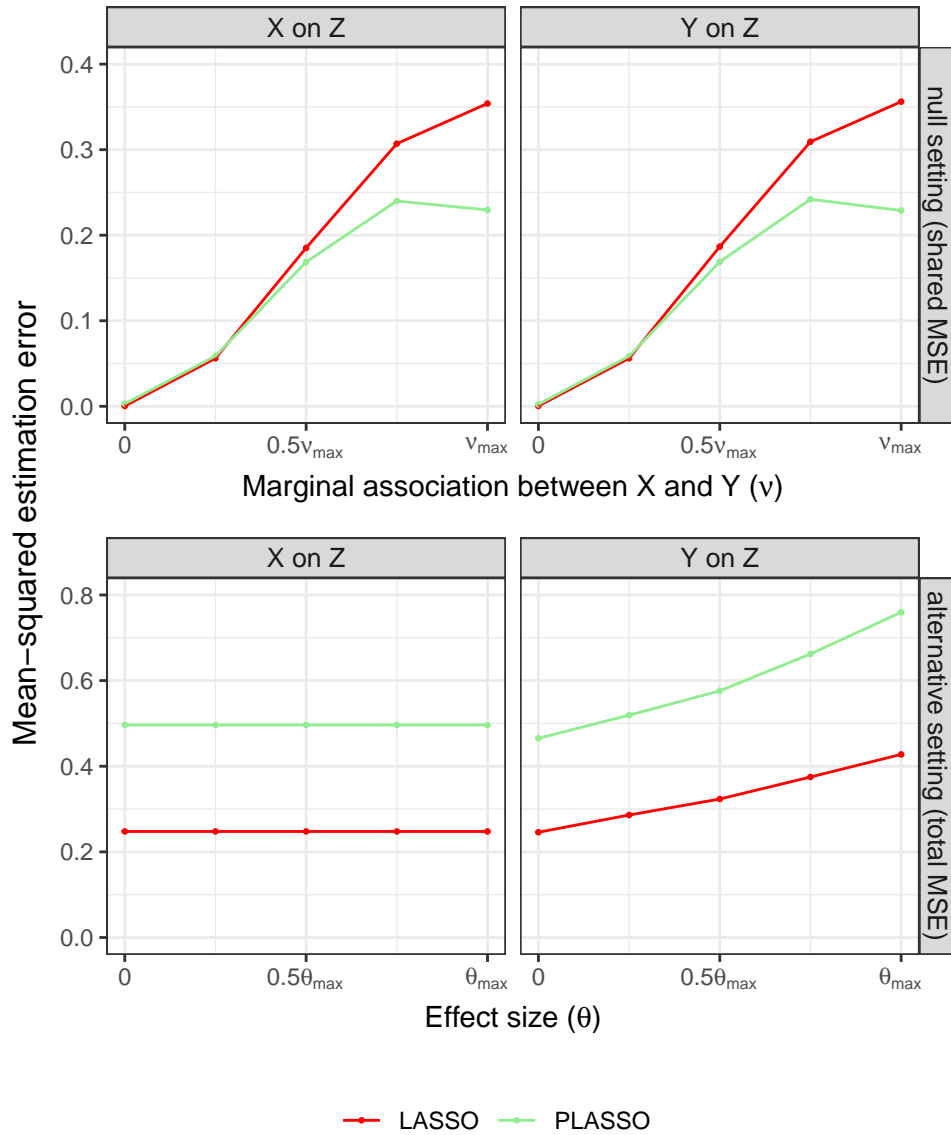 X on Z
Y on Z
0.4
0.3
0.2
0.1
0.0
0
0.5νmax
νmax
0
0.5νmax
νmax
Marginal association between X and Y (ν)
null setting (shared MSE)
Mean−squared estimation error
X on Z
Y on Z
0.8
0.6
0.4
0.2
0.0
0
0.5θmax
θmax
0
0.5θmax
θmax
Effect size (θ)
alternative setting (total MSE)
LASSO
PLASSO